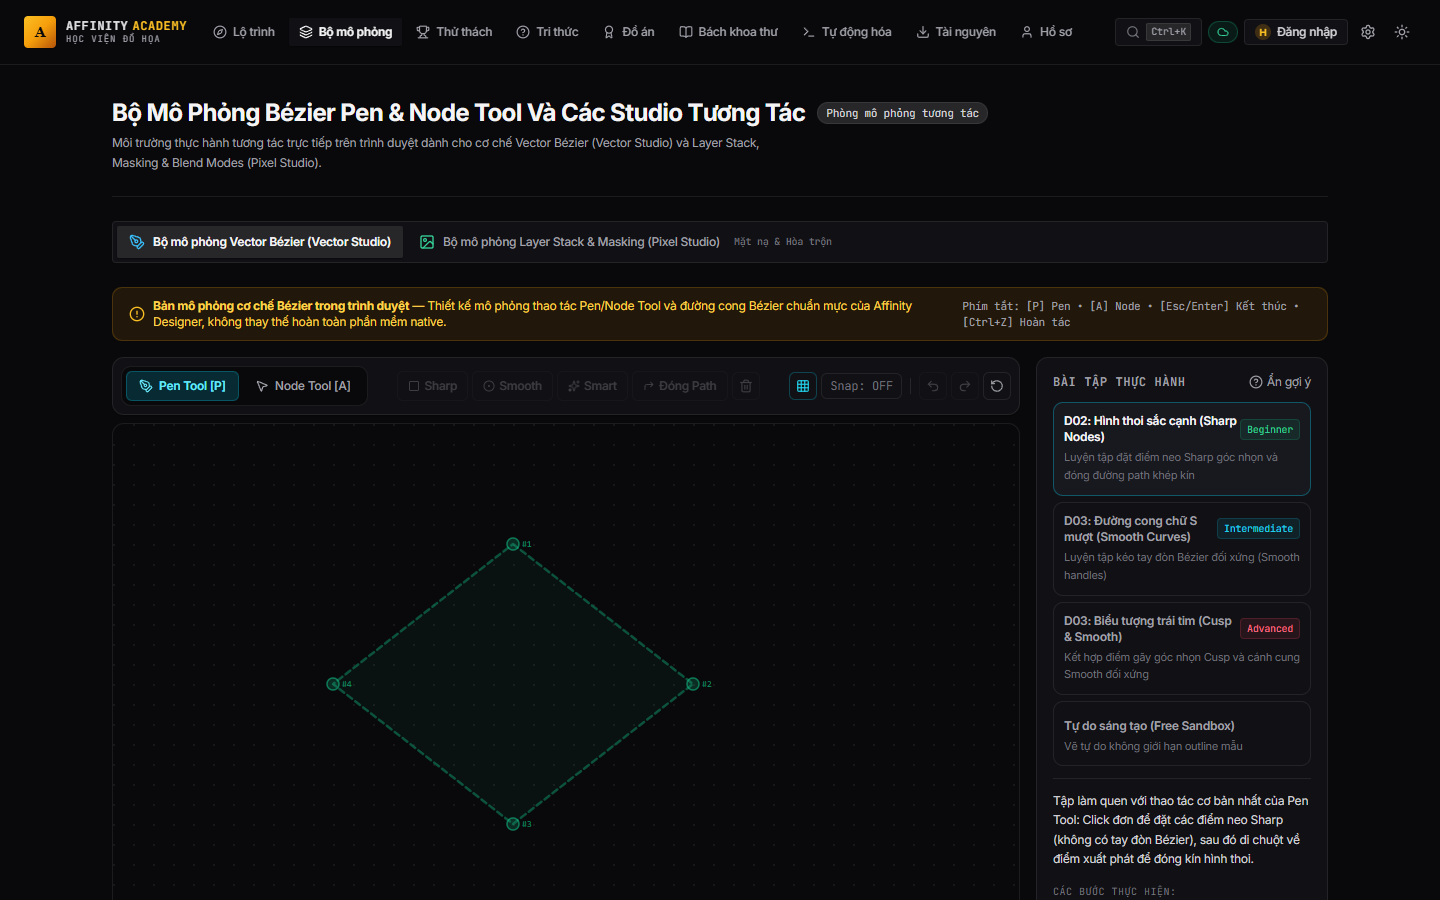 A
AFFINITY ACADEMY
HỌC VIỆN ĐỒ HỌA
Lộ trình
Bộ mô phỏng
Thử thách
Tri thức
Đồ án
Bách khoa thư
Tự động hóa
Tài nguyên
Hồ sơ
Ctrl+K
H Đăng nhập
Bộ Mô Phỏng Bézier Pen & Node Tool Và Các Studio Tương Tác
Phòng mô phỏng tương tác
Môi trường thực hành tương tác trực tiếp trên trình duyệt dành cho cơ chế Vector Bézier (Vector Studio) và Layer Stack,
Masking & Blend Modes (Pixel Studio).
Bộ mô phỏng Vector Bézier (Vector Studio)
Bộ mô phỏng Layer Stack & Masking (Pixel Studio)
Mặt nạ & Hòa trộn
Bản mô phỏng cơ chế Bézier trong trình duyệt — Thiết kế mô phỏng thao tác Pen/Node Tool và đường cong Bézier chuẩn mực của Affinity
Designer, không thay thế hoàn toàn phần mềm native.
Phím tắt: [P] Pen • [A] Node • [Esc/Enter] Kết thúc •
[Ctrl+Z] Hoàn tác
Pen Tool [P]
Node Tool [A]
Sharp
Smooth
Smart
Đóng Path
Snap: OFF
#1
#2
#3
#4
BÀI TẬP THỰC HÀNH
Ẩn gợi ý
D02: Hình thoi sắc cạnh (Sharp
Nodes)
Beginner
Luyện tập đặt điểm neo Sharp góc nhọn và
đóng đường path khép kín
D03: Đường cong chữ S
mượt (Smooth Curves)
Intermediate
Luyện tập kéo tay đòn Bézier đối xứng (Smooth
handles)
D03: Biểu tượng trái tim (Cusp
& Smooth)
Advanced
Kết hợp điểm gãy góc nhọn Cusp và cánh cung
Smooth đối xứng
Tự do sáng tạo (Free Sandbox)
Vẽ tự do không giới hạn outline mẫu
Tập làm quen với thao tác cơ bản nhất của Pen
Tool: Click đơn để đặt các điểm neo Sharp
(không có tay đòn Bézier), sau đó di chuột về
điểm xuất phát để đóng kín hình thoi.
CÁC BƯỚC THỰC HIỆN: